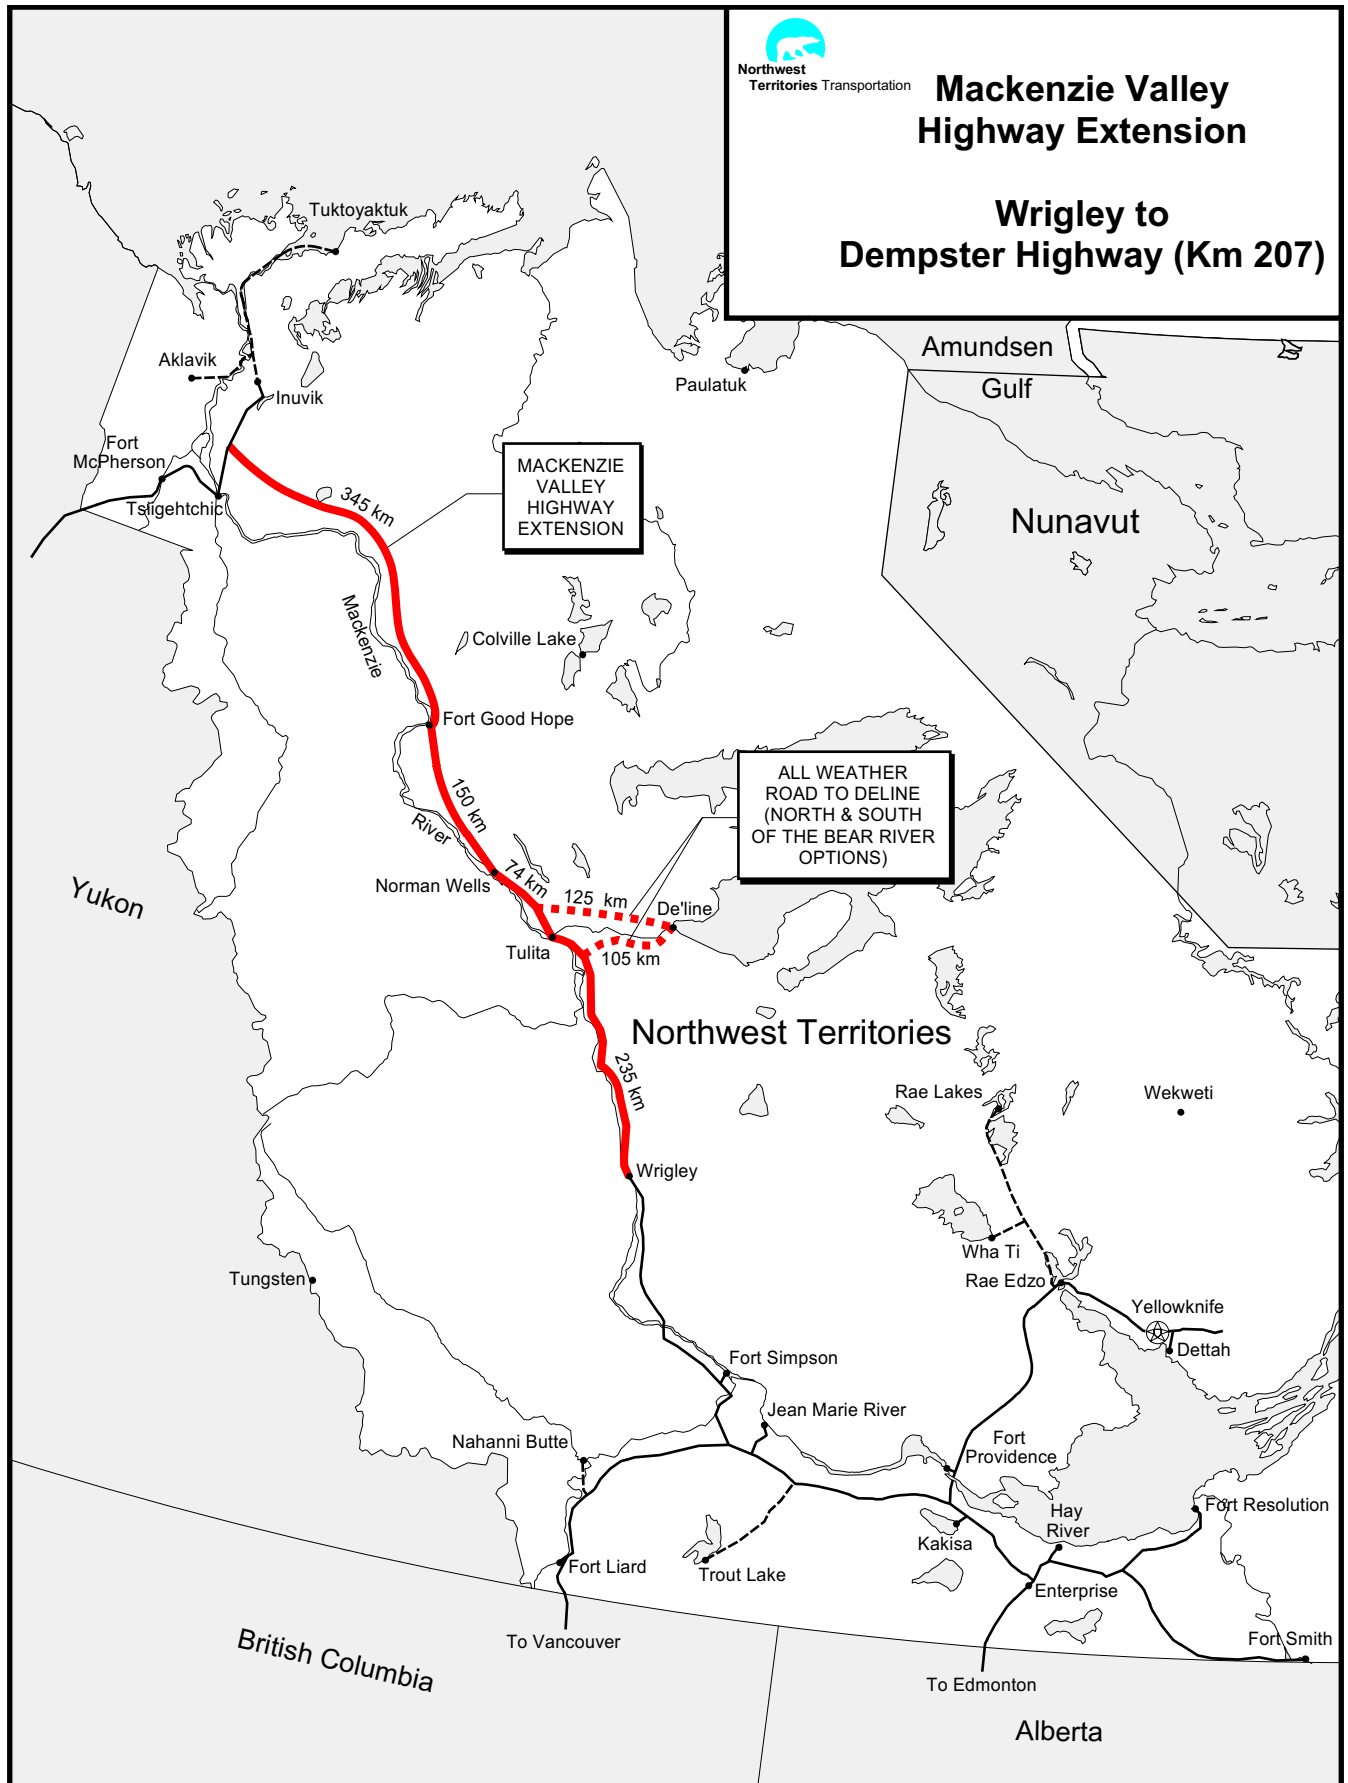 Northwest
Territories Transportation
Mackenzie Valley
Highway Extension
Wrigley to
Dempster Highway (Km 207)
Tuktoyaktuk
Amundsen
Gulf
Aklavik
Paulatuk
Inuvik
Fort
McPherson
MACKENZIE
VALLEY
HIGHWAY
EXTENSION
345 km
Tsiigehtchic
Nunavut
Mackenzie
Colville Lake
Fort Good Hope
ALL WEATHER
ROAD TO DELINE
(NORTH & SOUTH
OF THE BEAR RIVER
OPTIONS)
150 km
River
Yukon
Norman Wells
74 km
125 km
De'line
Tulita
105 km
Northwest Territories
235 km
Rae Lakes
Wekweti
Wrigley
Wha Ti
Tungsten
Rae Edzo
Yellowknife
Dettah
Fort Simpson
Jean Marie River
Nahanni Butte
Fort
Providence
Hay
River
Fort Resolution
Kakisa
Fort Liard
Trout Lake
Enterprise
To Vancouver
Fort Smith
British Columbia
To Edmonton
Alberta